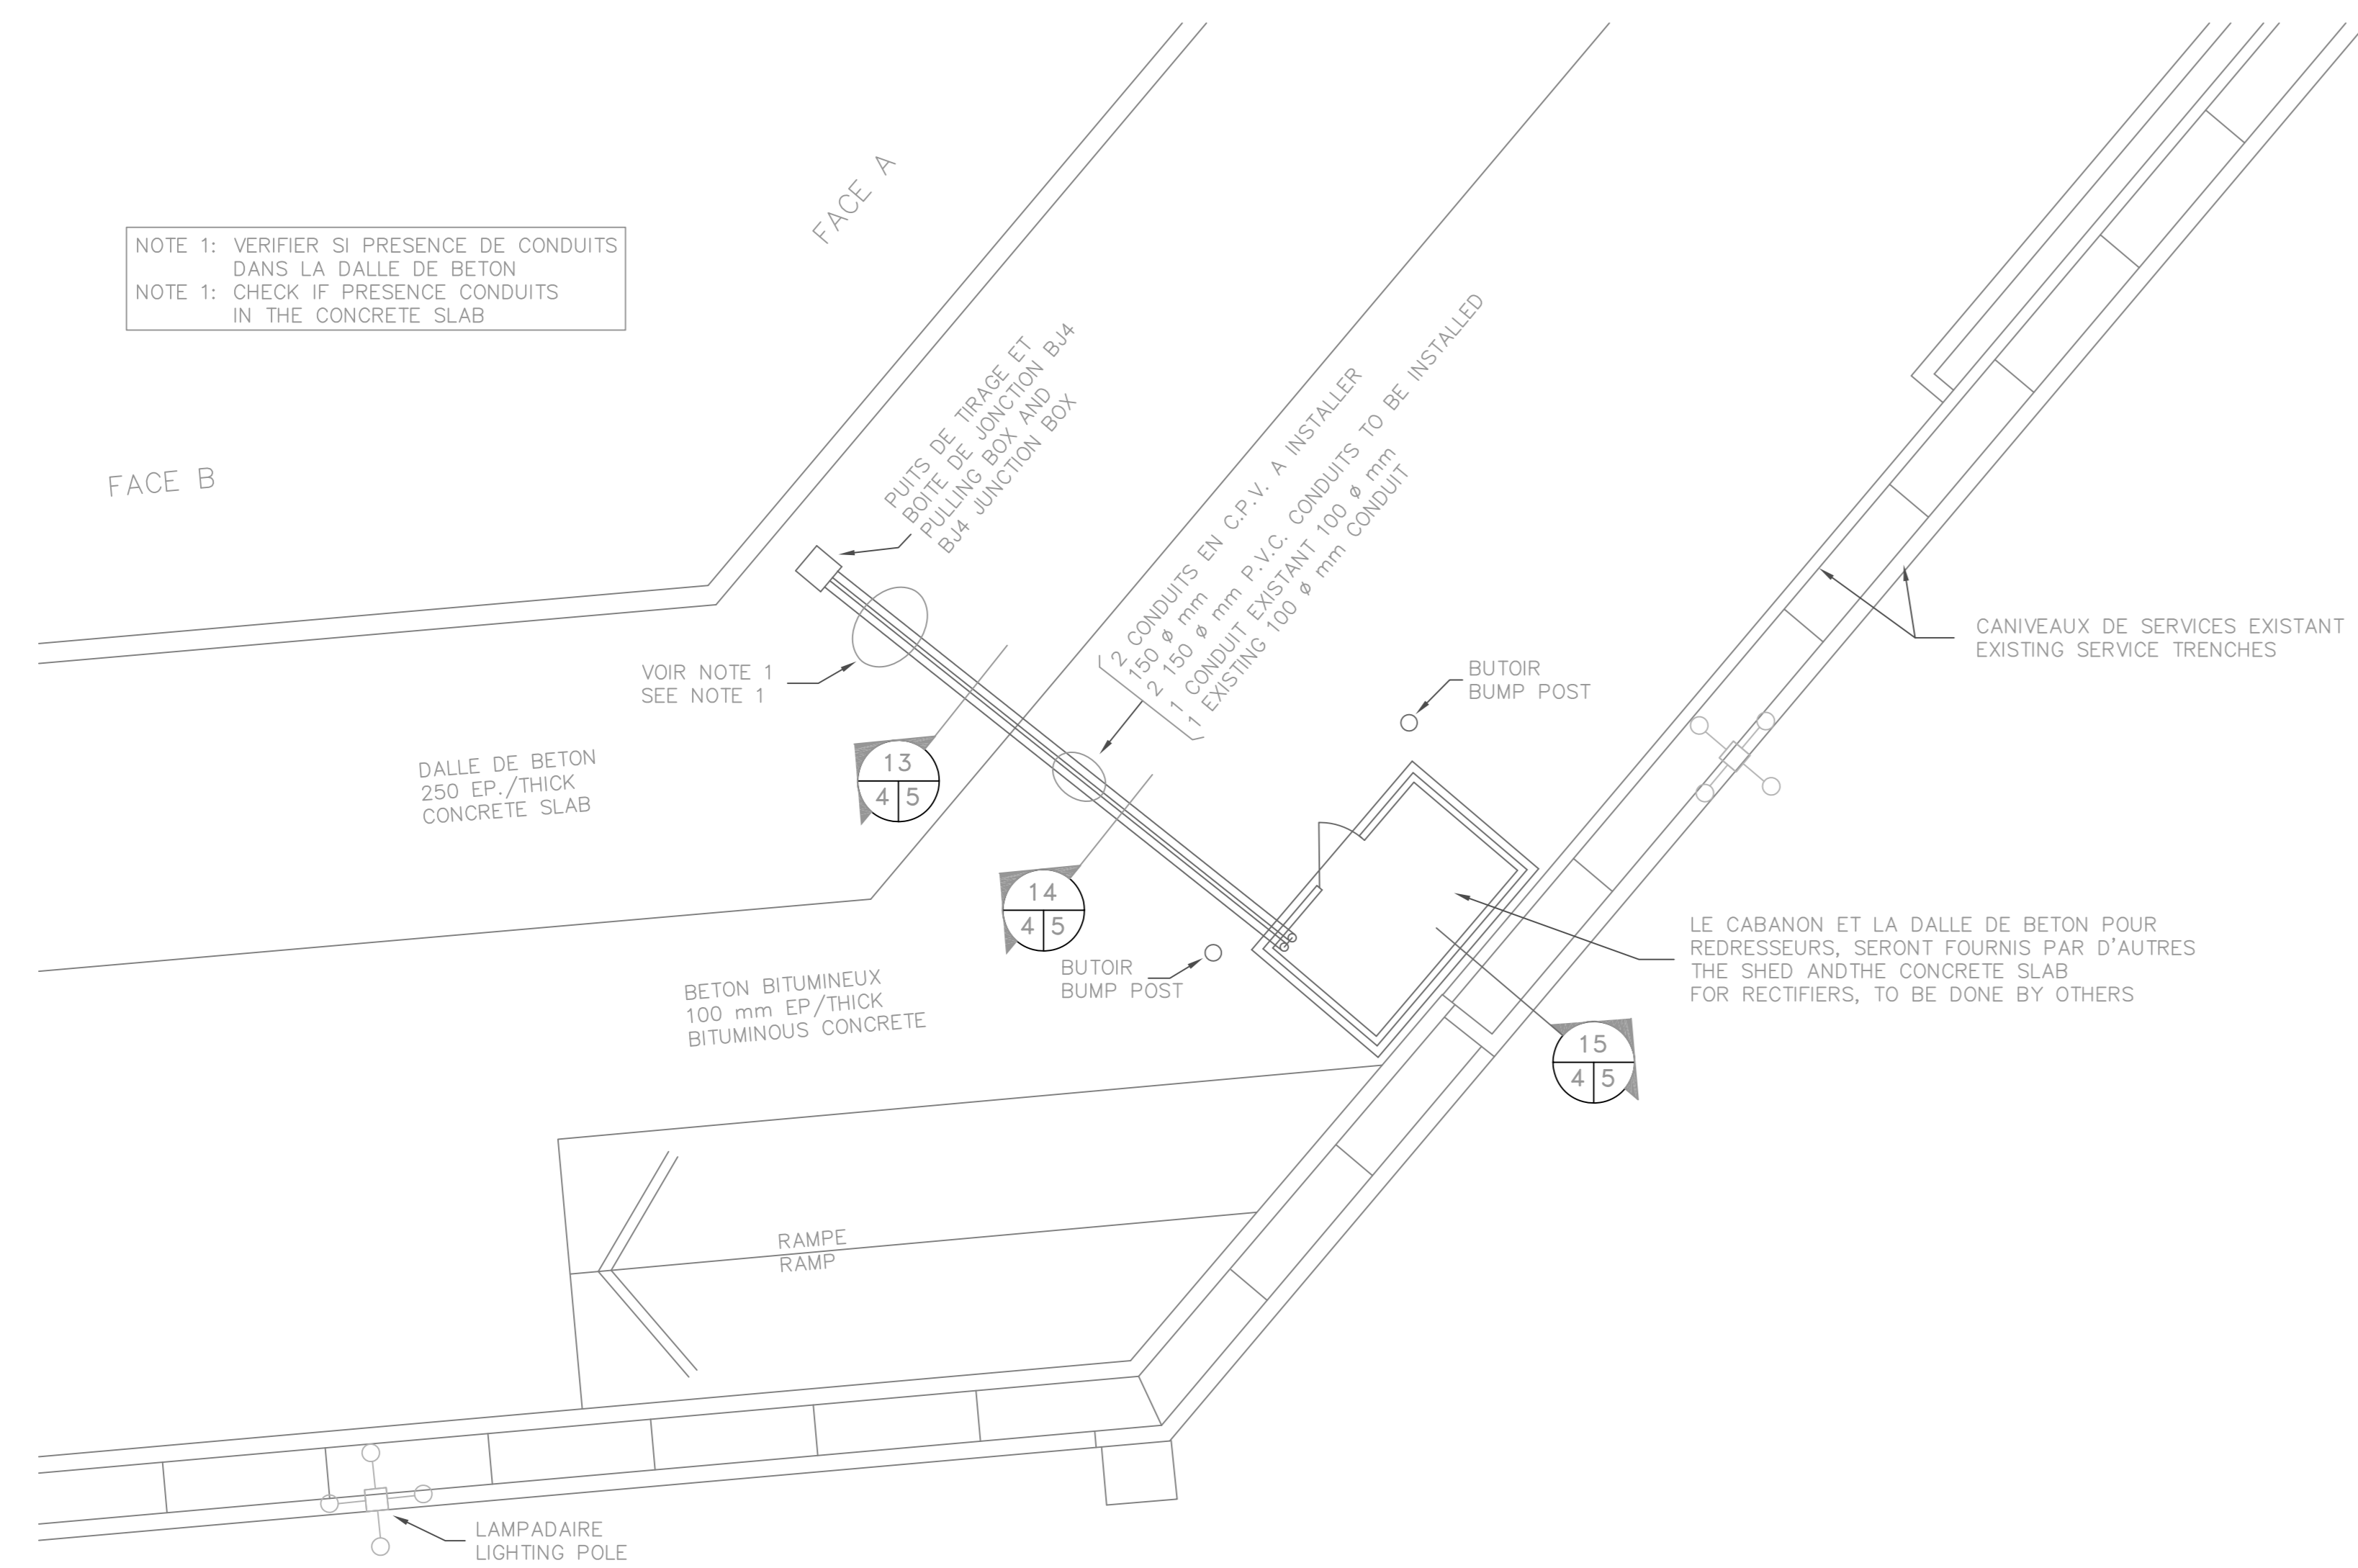 FACE A
NOTE 1: VERIFIER SI PRESENCE DE CONDUITS
DANS LA DALLE DE BETON
NOTE 1: CHECK IF PRESENCE CONDUITS
IN THE CONCRETE SLAB
FACE B
PUITS DE TIRAGE ET
BOITE DE JONCTION BJ4
PULLING BOX AND
BJ4 JUNCTION BOX
2 CONDUITS EN C.P.V. A INSTALLER
150 ø mm
2 150 ø mm P.V.C. CONDUITS TO BE INSTALLED
1 CONDUIT EXISTANT 100 ø mm
1 EXISTING 100 ø mm CONDUIT
CANIVEAUX DE SERVICES EXISTANT
EXISTING SERVICE TRENCHES
VOIR NOTE 1
SEE NOTE 1
BUTOIR
BUMP POST
DALLE DE BETON
250 EP./THICK
CONCRETE SLAB
13
4 5
14
4 5
LE CABANON ET LA DALLE DE BETON POUR
REDRESSEURS, SERONT FOURNIS PAR D'AUTRES
THE SHED ANDTHE CONCRETE SLAB
FOR RECTIFIERS, TO BE DONE BY OTHERS
BUTOIR
BUMP POST
BETON BITUMINEUX
100 mm EP/THICK
BITUMINOUS CONCRETE
15
4 5
RAMPE
RAMP
LAMPADAIRE
LIGHTING POLE